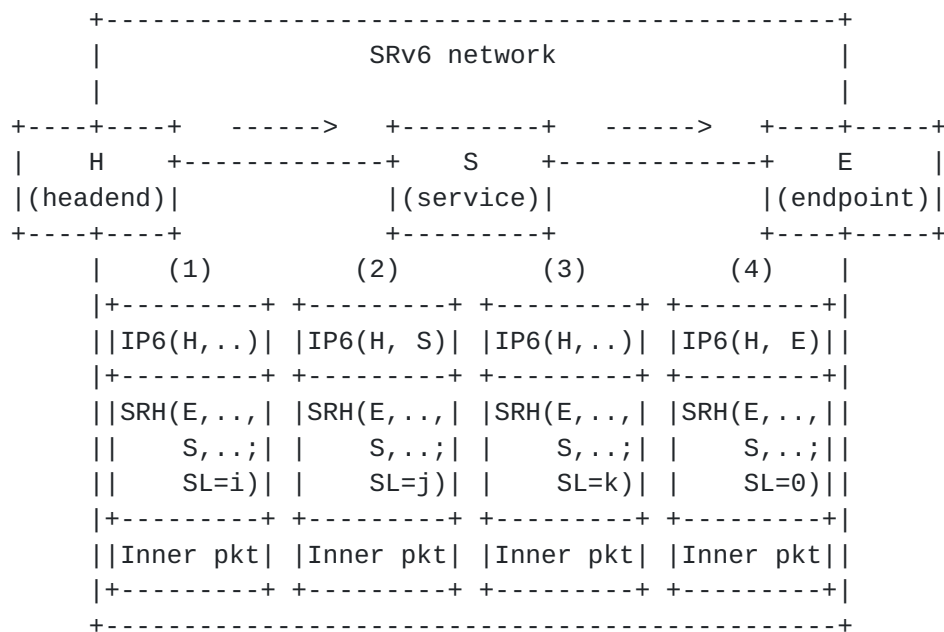 +-----------------------------------------------+
|                 SRv6 network                  |
|                                               |
+----+----+   ------>   +---------+   ------>   +----+-----+
|    H    +-------------+    S    +-------------+    E     |
|(headend)|             |(service)|             |(endpoint)|
+----+----+             +---------+             +----+-----+
|    (1)         (2)         (3)         (4)    |
|+---------+ +---------+ +---------+ +---------+|
||IP6(H,..)| |IP6(H, S)| |IP6(H,..)| |IP6(H, E)||
|+---------+ +---------+ +---------+ +---------+|
||SRH(E,..,| |SRH(E,..,| |SRH(E,..,| |SRH(E,..,||
||    S,..;| |    S,..;| |    S,..;| |    S,..;||
||    SL=i)| |    SL=j)| |    SL=k)| |    SL=0)||
|+---------+ +---------+ +---------+ +---------+|
||Inner pkt| |Inner pkt| |Inner pkt| |Inner pkt||
|+---------+ +---------+ +---------+ +---------+|
+-----------------------------------------------+